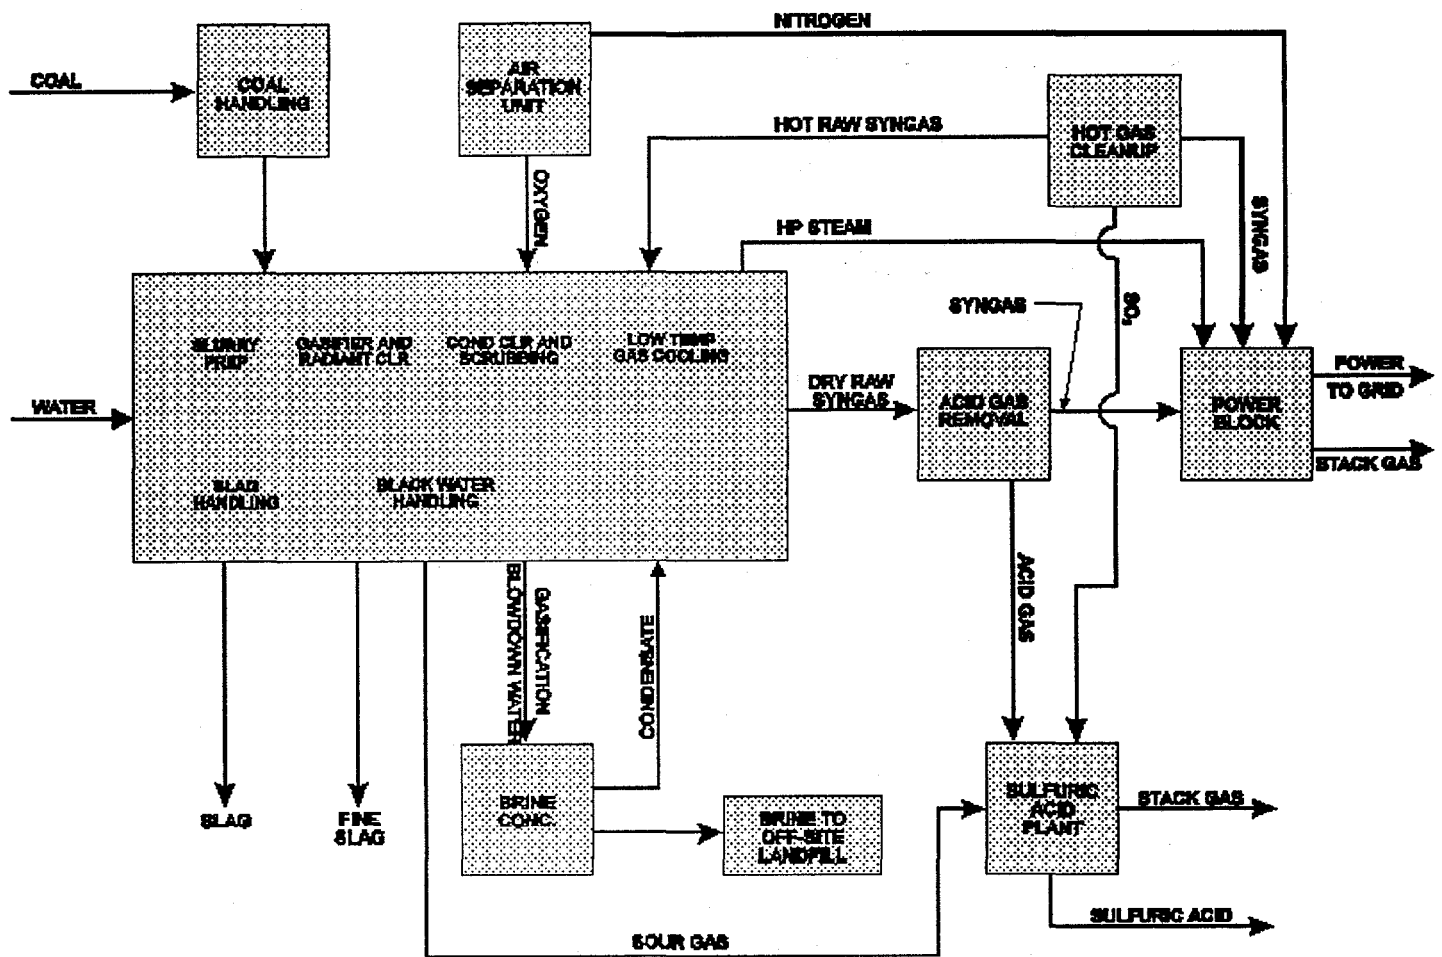 NITROGEN
COAL
COAL
HANDLING
AIR
SEPARATION
UNIT
HOT RAW SYNGAS
HOT GAS
CLEANUP
OXYGEN
HP STEAM
SYNGAS
SO₂
SYNGAS
SLURRY
PREP
GASIFIER AND
RADIANT CLR
COND CLR AND
SCRUBBING
LOW TEMP
GAS COOLING
DRY RAW
SYNGAS
ACID GAS
REMOVAL
POWER
BLOCK
POWER
TO GRID
STACK GAS
WATER
SLAG
HANDLING
BLACK WATER
HANDLING
GASIFICATION
BLOWDOWN WATER
CONDENSATE
ACID GAS
SLAG
FINE
SLAG
BRINE
CONC.
BRINE TO
OFF-SITE
LANDFILL
SULFURIC
ACID
PLANT
STACK GAS
SULFURIC ACID
SOUR GAS